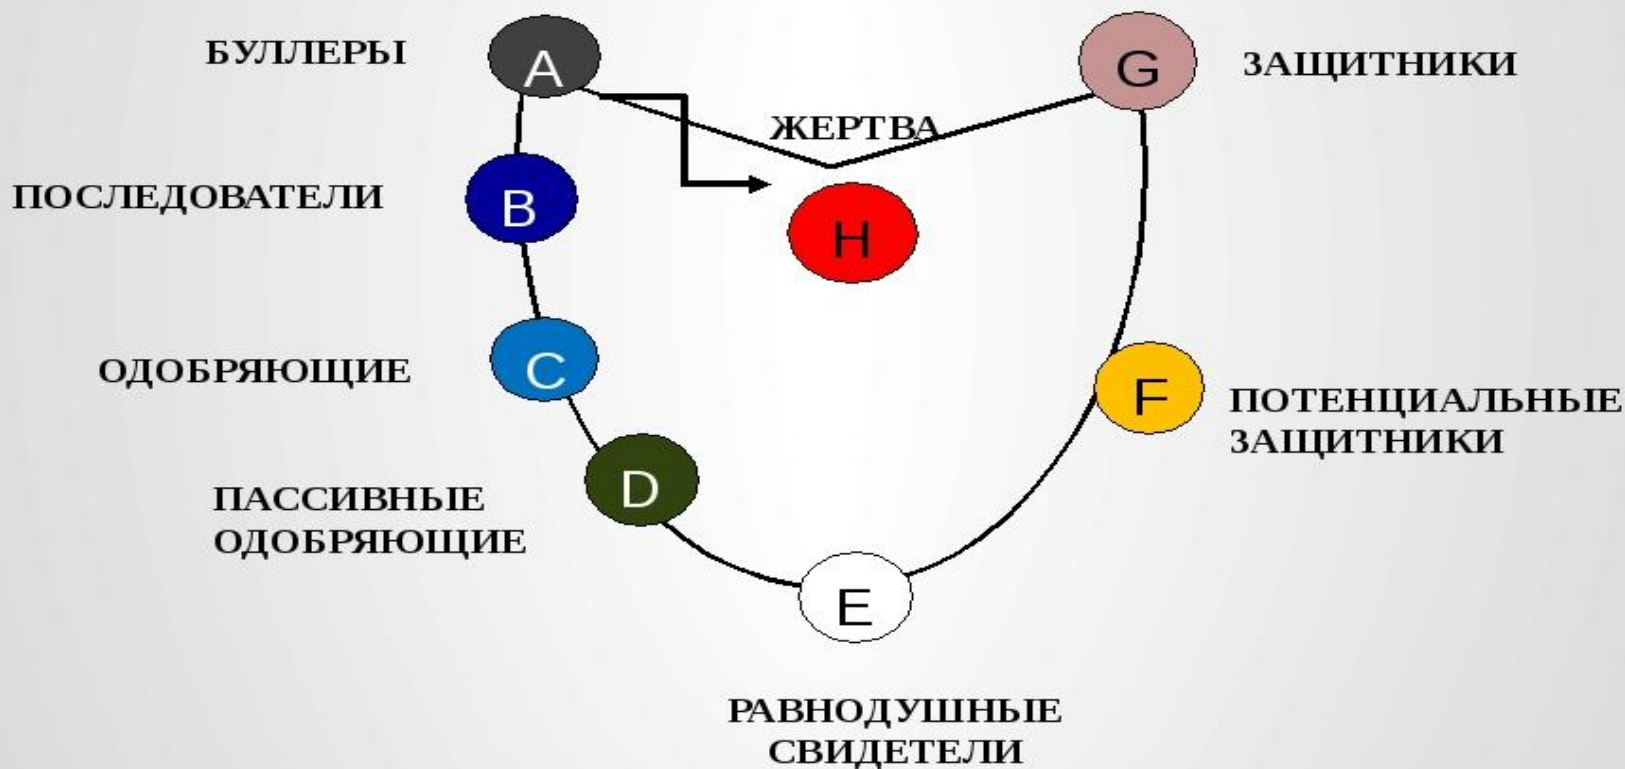 БУЛЛЕРЫ
A
G
ЗАЩИТНИКИ
ЖЕРТВА
ПОСЛЕДОВАТЕЛИ
B
H
ОДОБРЯЮЩИЕ
C
F
ПОТЕНЦИАЛЬНЫЕ
ЗАЩИТНИКИ
D
ПАССИВНЫЕ
ОДОБРЯЮЩИЕ
E
РАВНОДУШНЫЕ
СВИДЕТЕЛИ